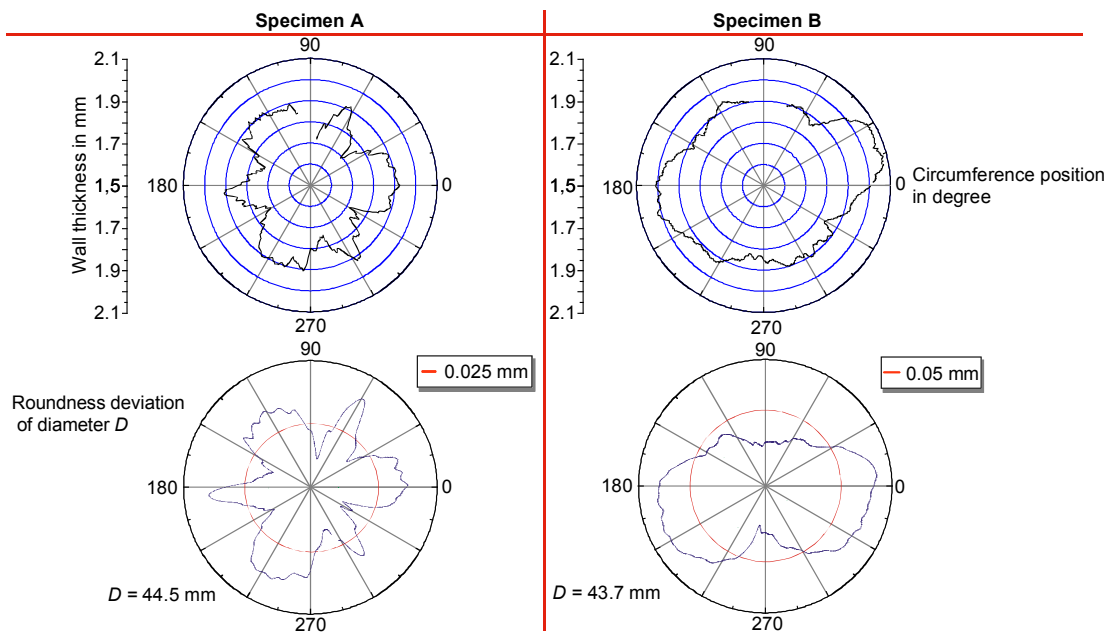 Specimen A
Specimen B
90
2.1
1.9
1.7
1.5
1.7
1.9
2.1
Wall thickness in mm
180
0
270
90
2.1
1.9
1.7
1.5
1.7
1.9
2.1
180
0
Circumference position
in degree
270
Roundness deviation
of diameter D
90
0.025 mm
180
0
270
D = 44.5 mm
90
0.05 mm
180
0
270
D = 43.7 mm